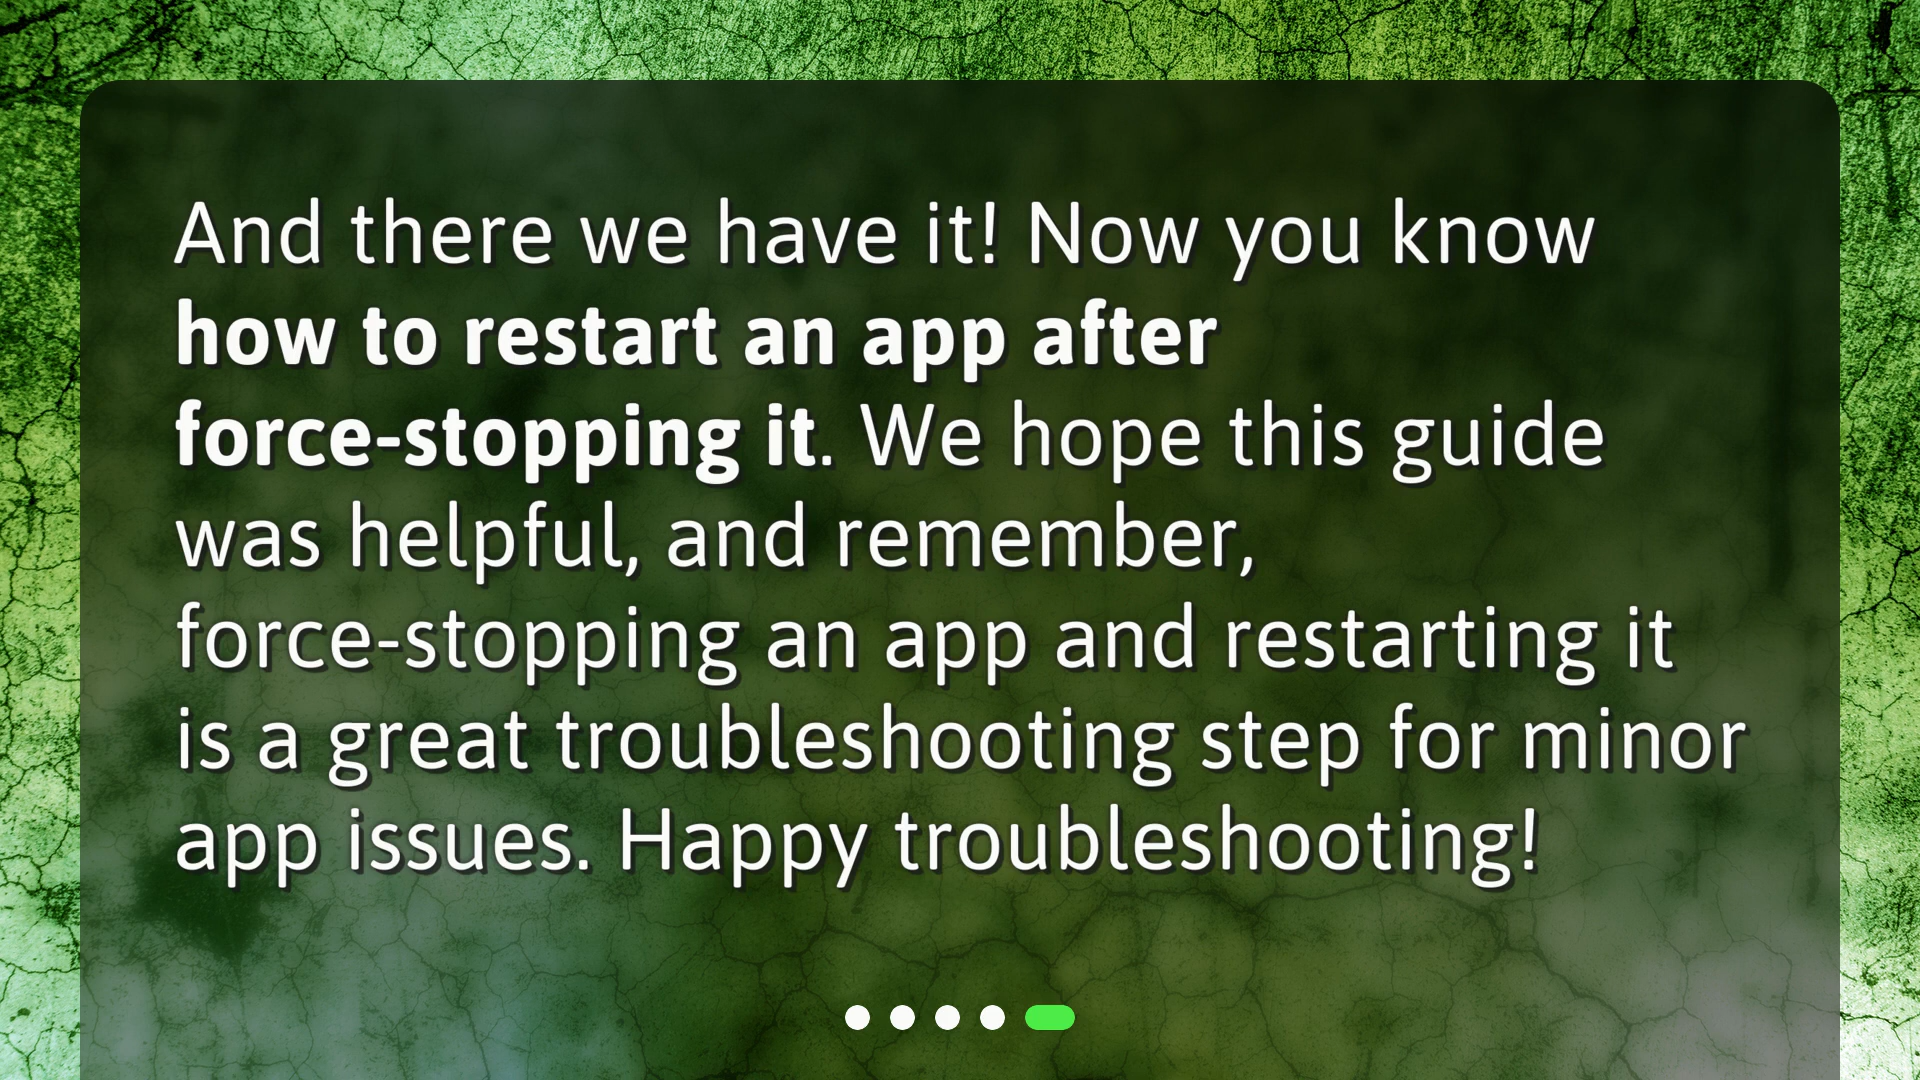 And there we have it! Now you know
how to restart an app after
force-stopping it. We hope this guide
was helpful, and remember,
force-stopping an app and restarting it
is a great troubleshooting step for minor
app issues. Happy troubleshooting!